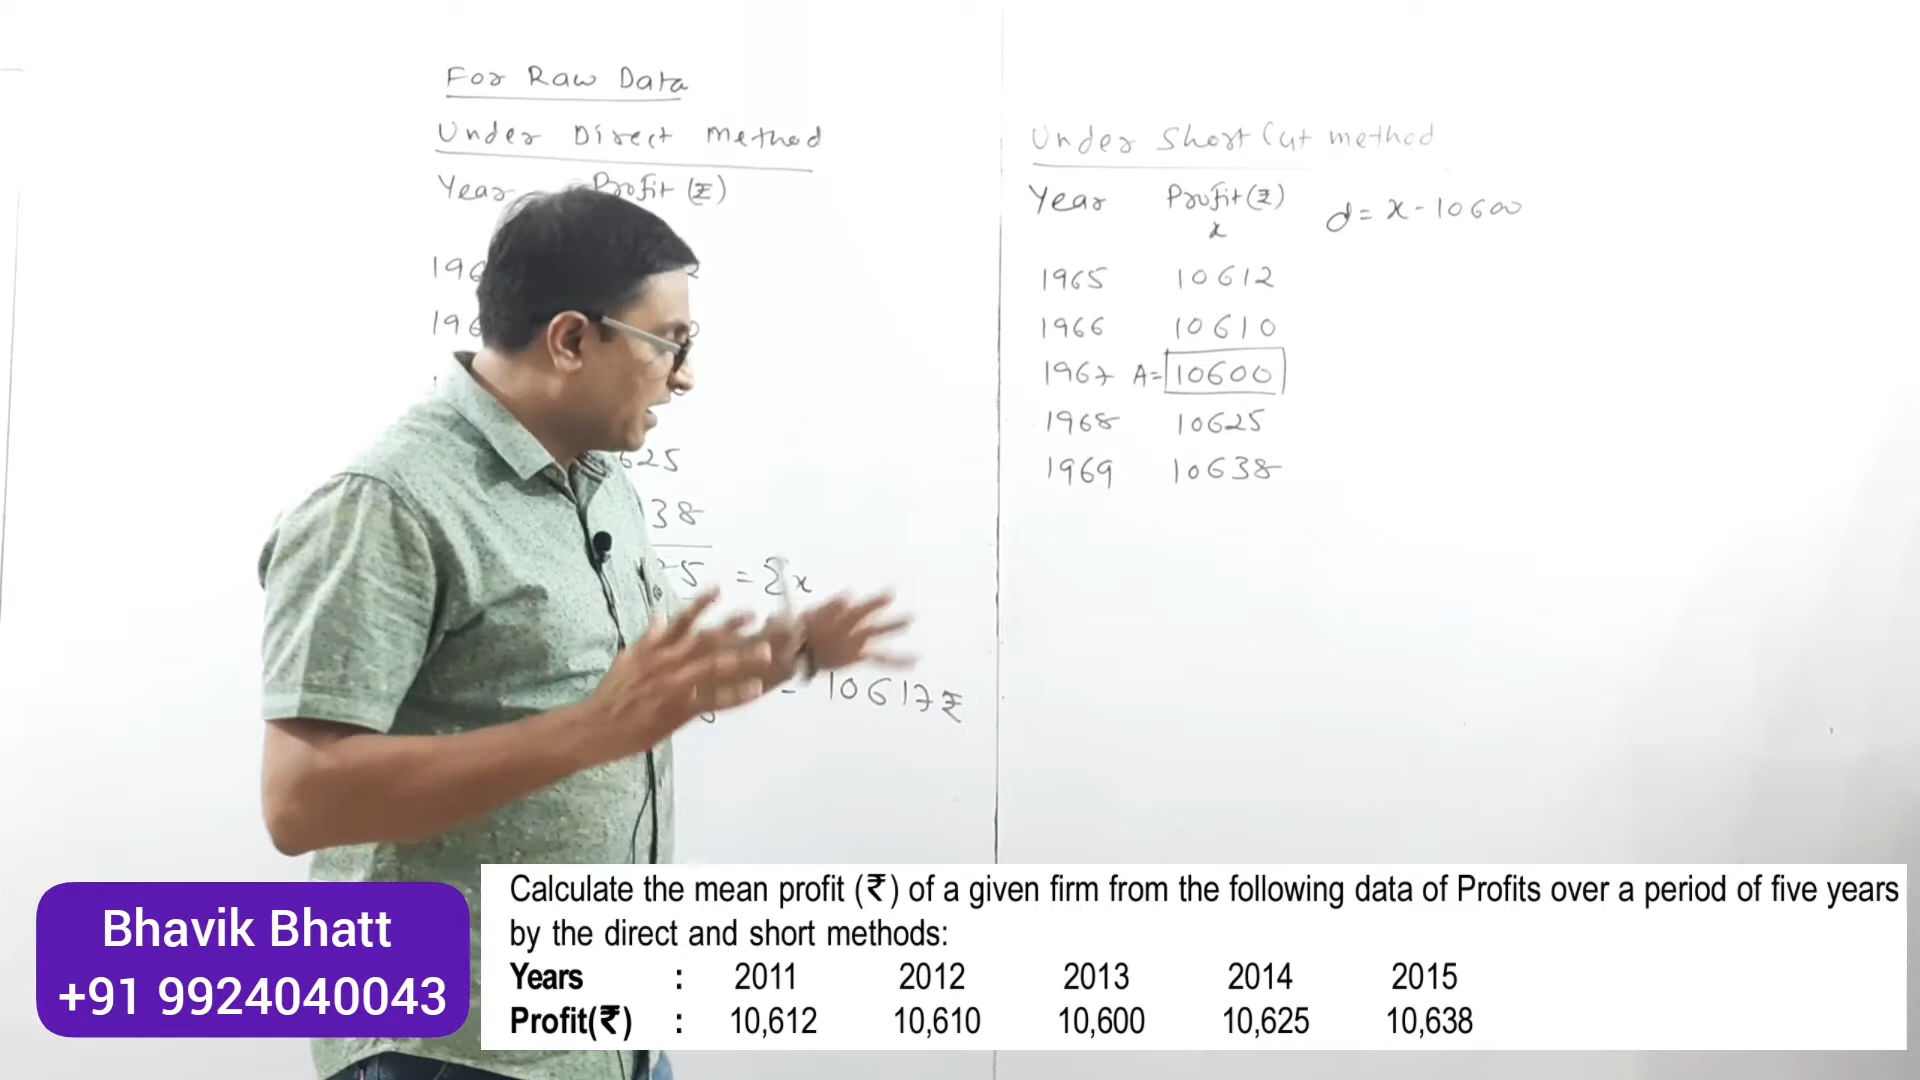 For Raw Data
Under Direct Method
Year Profit (₹)
625
38
25 = Σx
= 10617₹
Under Short Cut method
Year Profit (₹) d = x - 10600
x
1965 10612
1966 10610
1967 A = 10600
1968 10625
1969 10638
Bhavik Bhatt
+91 9924040043
Calculate the mean profit (₹) of a given firm from the following data of Profits over a period of five years
by the direct and short methods:
Years : 2011 2012 2013 2014 2015
Profit(₹) : 10,612 10,610 10,600 10,625 10,638